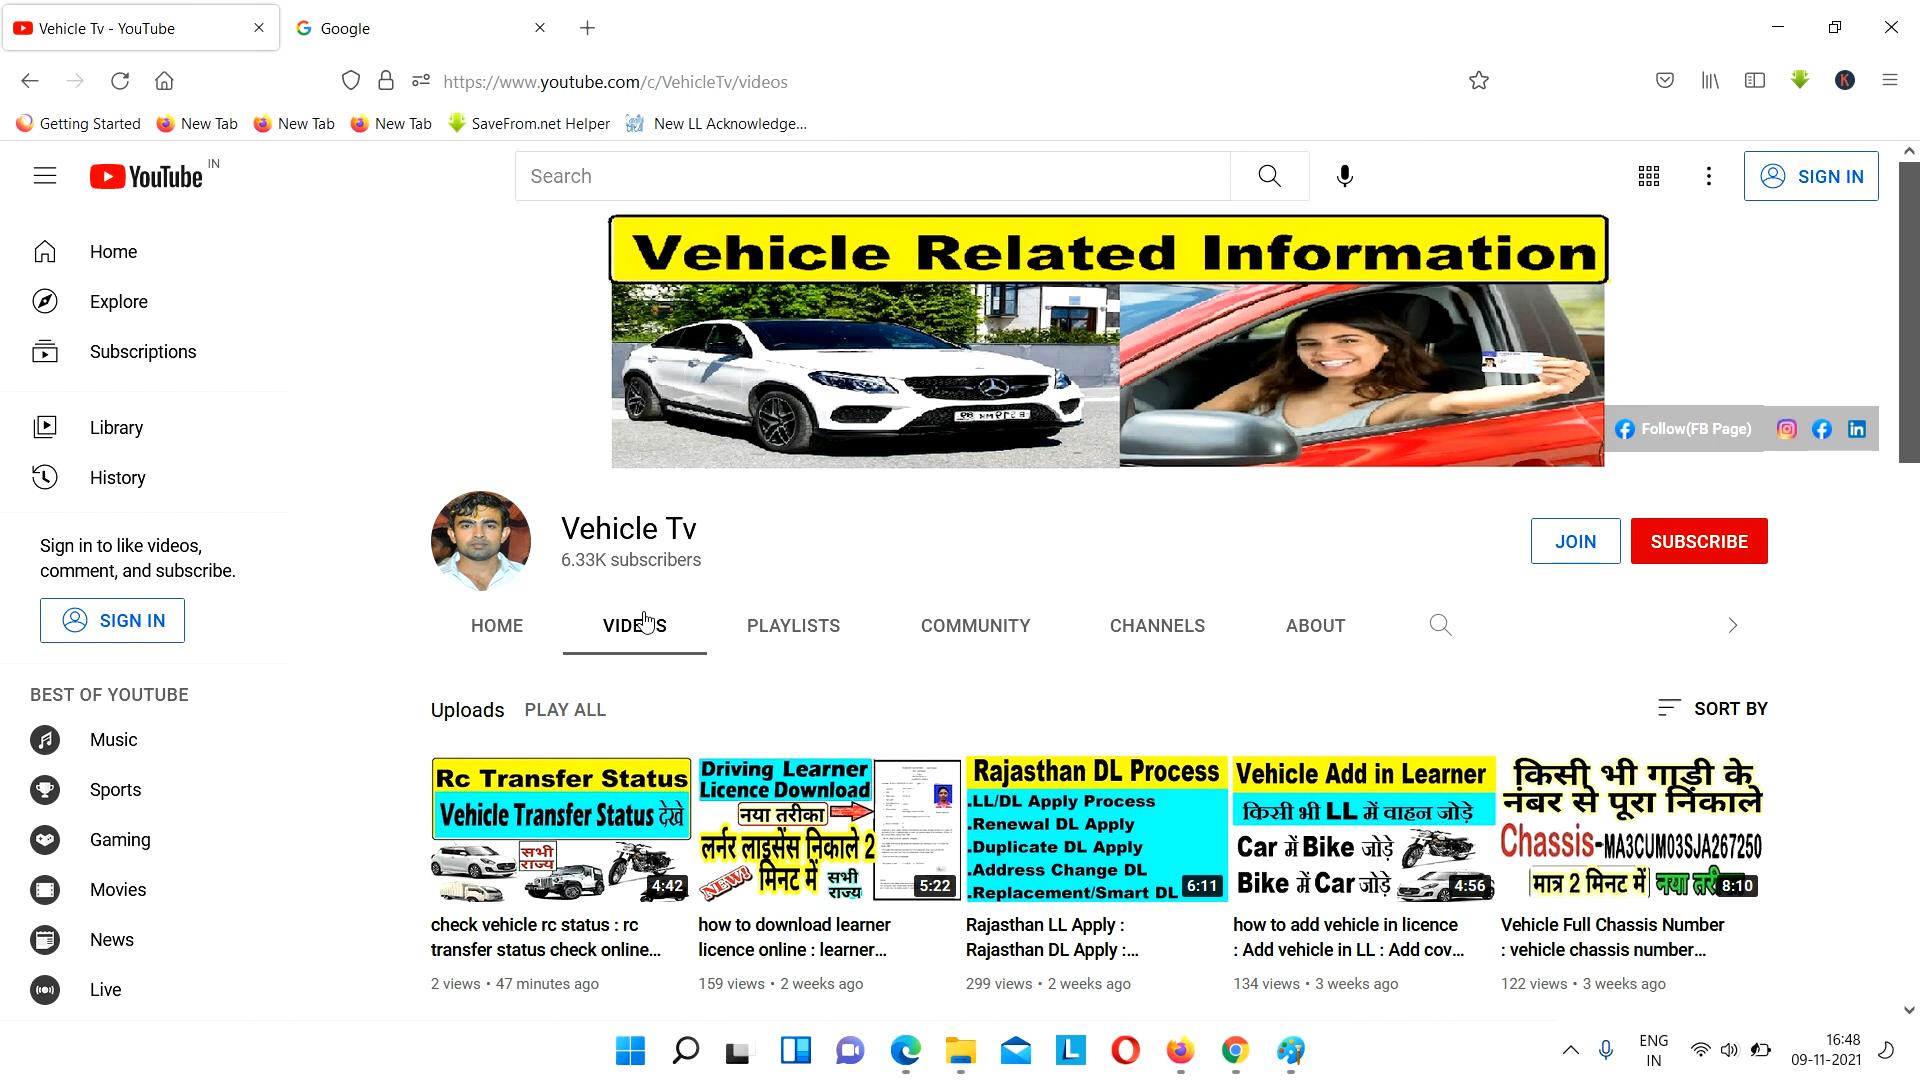 Vehicle Tv - YouTube
Google
https://www.youtube.com/c/VehicleTv/videos
Getting Started
New Tab
New Tab
New Tab
SaveFrom.net Helper
New LL Acknowledge...
YouTube IN
Search
SIGN IN
Home
Explore
Subscriptions
Library
History
Sign in to like videos,
comment, and subscribe.
SIGN IN
BEST OF YOUTUBE
Music
Sports
Gaming
Movies
News
Live
Vehicle Related Information
Follow(FB Page)
Vehicle Tv
6.33K subscribers
JOIN
SUBSCRIBE
HOME
VIDEOS
PLAYLISTS
COMMUNITY
CHANNELS
ABOUT
Uploads
PLAY ALL
SORT BY
Rc Transfer Status
Vehicle Transfer Status देखे
सभी
राज्य
4:42
check vehicle rc status : rc
transfer status check online...
2 views • 47 minutes ago
Driving Learner
Licence Download
नया तरीका
लर्नर लाइसेंस निकाले 2
मिनट में
NEW!
सभी
राज्य
5:22
how to download learner
licence online : learner...
159 views • 2 weeks ago
Rajasthan DL Process
.LL/DL Apply Process
.Renewal DL Apply
.Duplicate DL Apply
.Address Change DL
.Replacement/Smart DL
6:11
Rajasthan LL Apply :
Rajasthan DL Apply :...
299 views • 2 weeks ago
Vehicle Add in Learner
किसी भी LL में वाहन जोड़े
Car में Bike जोड़े
Bike में Car जोड़े
4:56
how to add vehicle in licence
: Add vehicle in LL : Add cov...
134 views • 3 weeks ago
किसी भी गाडी के
नंबर से पूरा निकाले
Chassis-MA3CUM03SJA267250
मात्र 2 मिनट में
नया
8:10
Vehicle Full Chassis Number
: vehicle chassis number...
122 views • 3 weeks ago
ENG
IN
16:48
09-11-2021